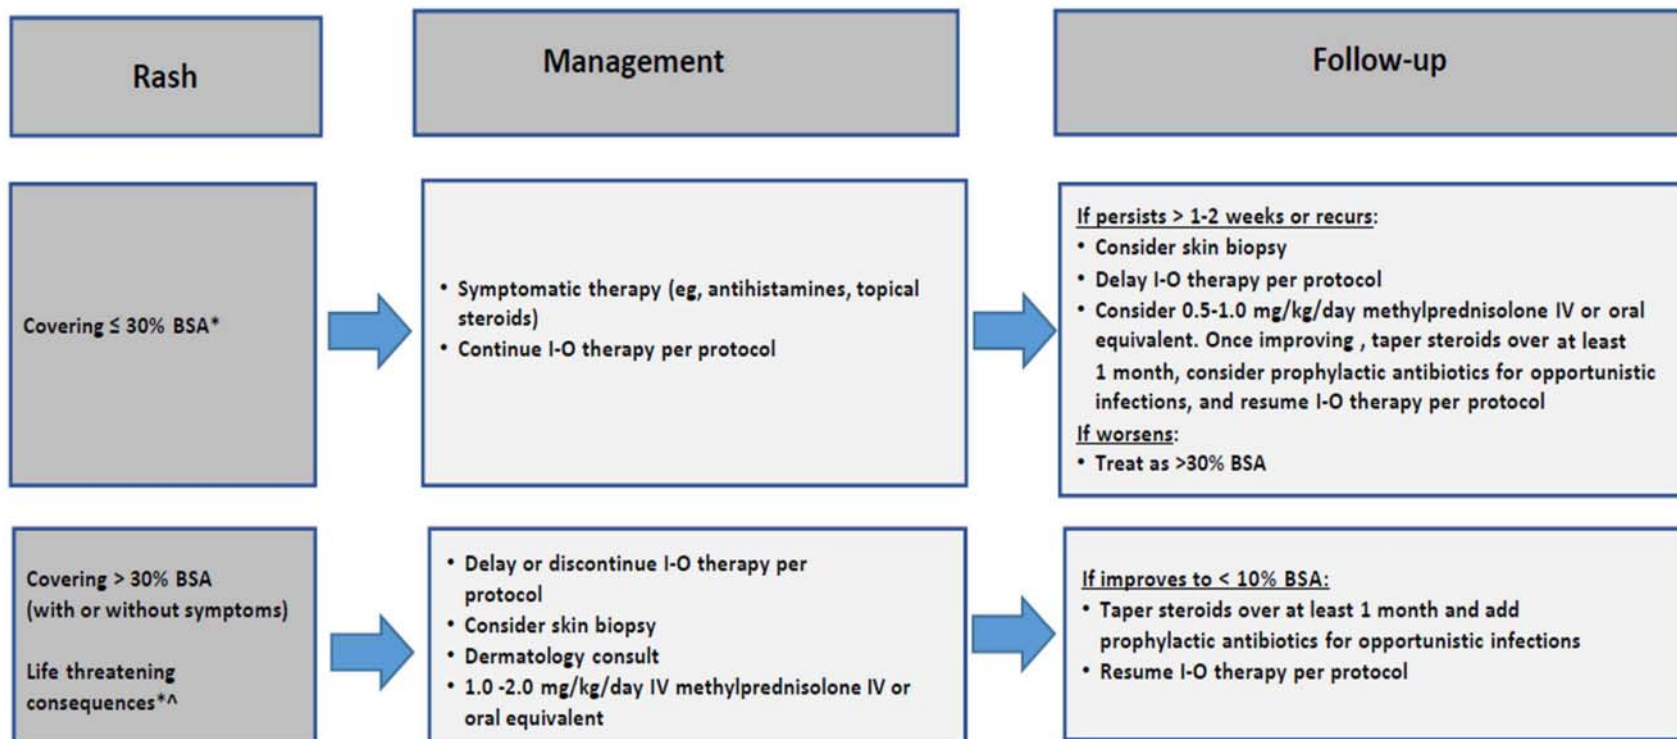 Rash
Management
Follow-up
Covering ≤ 30% BSA*
• Symptomatic therapy (eg, antihistamines, topical
steroids)
• Continue I-O therapy per protocol
If persists > 1-2 weeks or recurs:
• Consider skin biopsy
• Delay I-O therapy per protocol
• Consider 0.5-1.0 mg/kg/day methylprednisolone IV or oral
equivalent. Once improving , taper steroids over at least
1 month, consider prophylactic antibiotics for opportunistic
infections, and resume I-O therapy per protocol
If worsens:
• Treat as >30% BSA
Covering > 30% BSA
(with or without symptoms)
Life threatening
consequences*^
• Delay or discontinue I-O therapy per
protocol
• Consider skin biopsy
• Dermatology consult
• 1.0 -2.0 mg/kg/day IV methylprednisolone IV or
oral equivalent
If improves to < 10% BSA:
• Taper steroids over at least 1 month and add
prophylactic antibiotics for opportunistic infections
• Resume I-O therapy per protocol